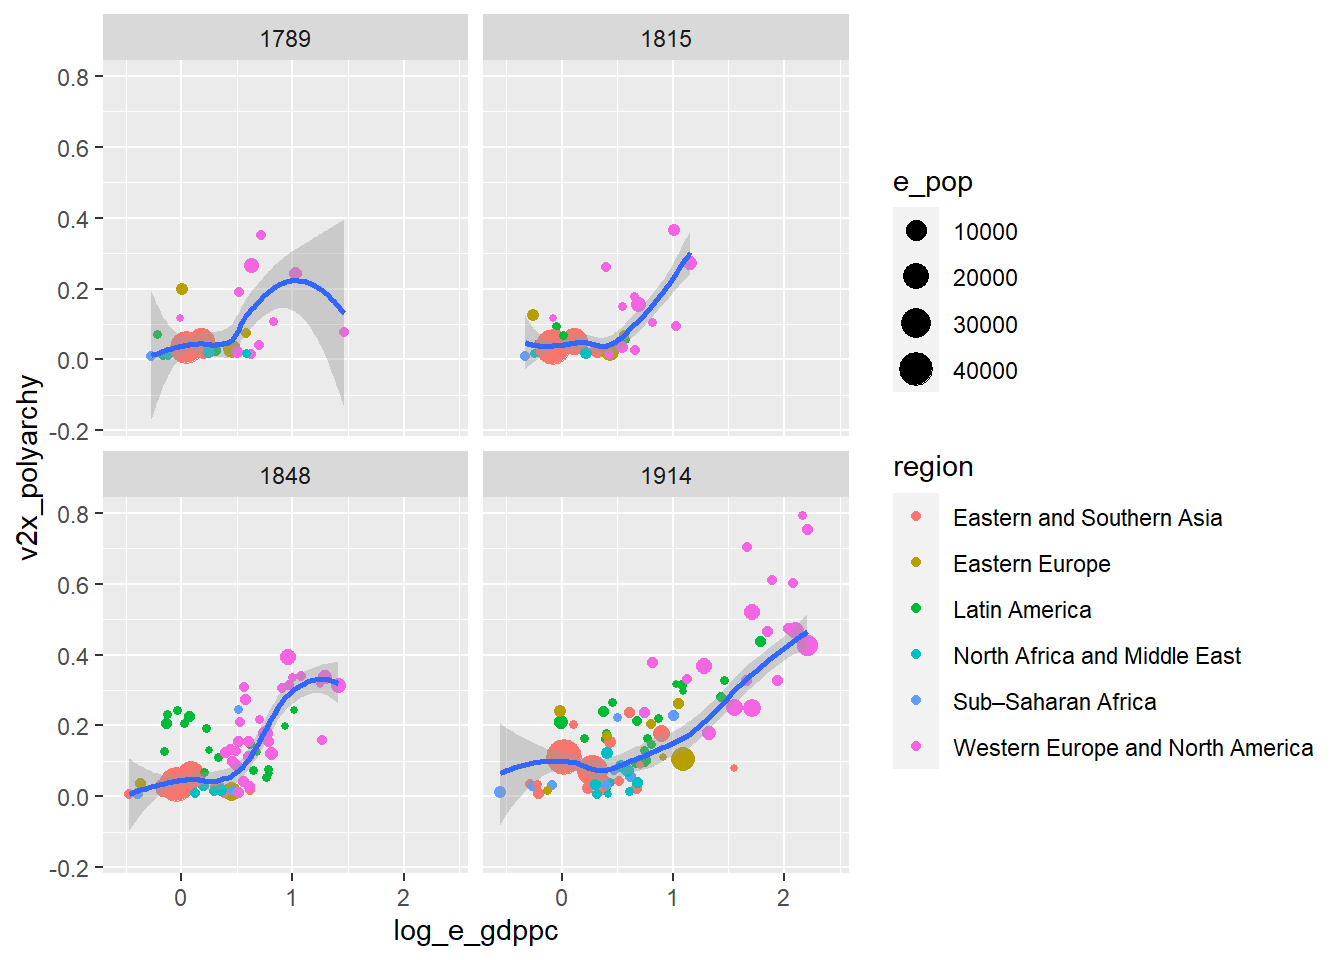 1789
1815
0.8
0.6
0.4
0.2
0.0
-0.2
1848
1914
0.8
0.6
0.4
0.2
0.0
-0.2
0
1
2
0
1
2
log_e_gdppc
v2x_polyarchy
e_pop
10000
20000
30000
40000
region
Eastern and Southern Asia
Eastern Europe
Latin America
North Africa and Middle East
Sub–Saharan Africa
Western Europe and North America